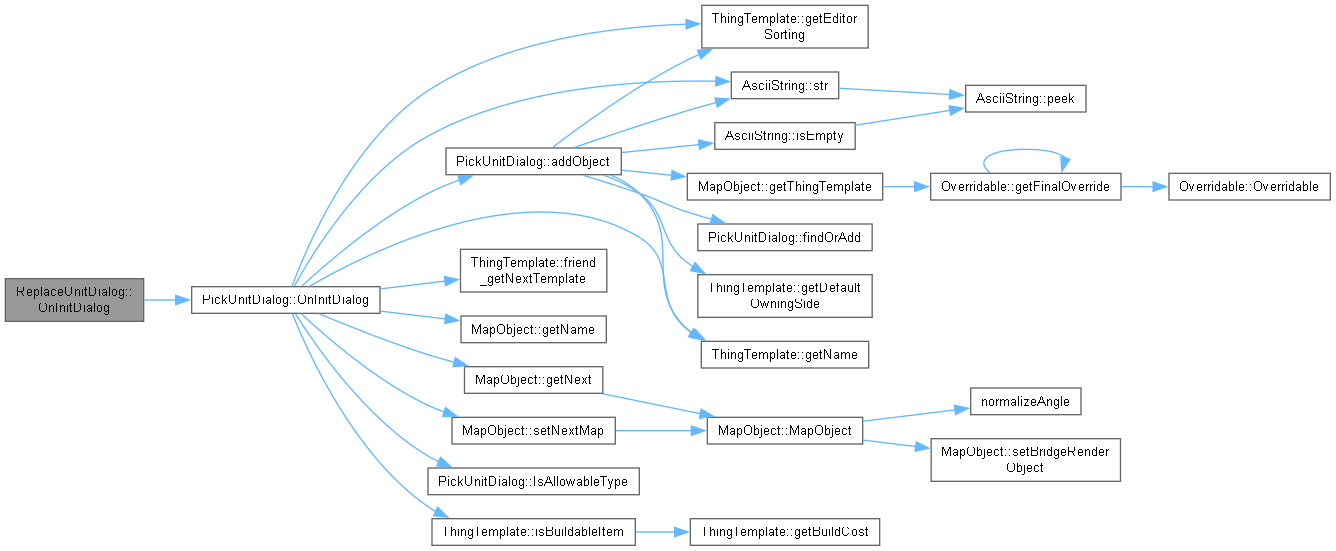 ReplaceUnitDialog::
OnInitDialog
PickUnitDialog::OnInitDialog
ThingTemplate::getEditor
Sorting
AsciiString::str
AsciiString::peek
AsciiString::isEmpty
PickUnitDialog::addObject
MapObject::getThingTemplate
Overridable::getFinalOverride
Overridable::Overridable
PickUnitDialog::findOrAdd
ThingTemplate::friend
_getNextTemplate
ThingTemplate::getDefault
OwningSide
MapObject::getName
ThingTemplate::getName
MapObject::getNext
normalizeAngle
MapObject::setNextMap
MapObject::MapObject
MapObject::setBridgeRender
Object
PickUnitDialog::IsAllowableType
ThingTemplate::isBuildableItem
ThingTemplate::getBuildCost